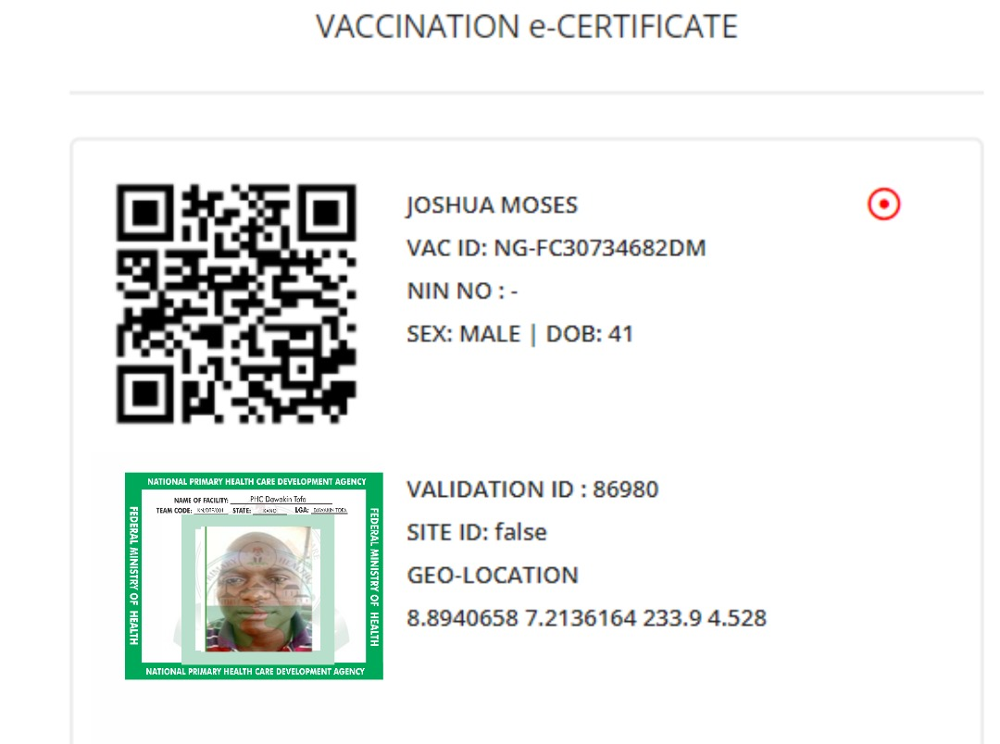 VACCINATION e-CERTIFICATE
JOSHUA MOSES
VAC ID: NG-FC30734682DM
NIN NO : -
SEX: MALE | DOB: 41
NATIONAL PRIMARY HEALTH CARE DEVELOPMENT AGENCY
NAME OF FACILITY: PHC Dawakin Tofa
TEAM CODE: KN/DTF/001 STATE: KANO LGA: DAWAKIN TOFA
FEDERAL MINISTRY OF HEALTH
FEDERAL MINISTRY OF HEALTH
NATIONAL PRIMARY HEALTH CARE DEVELOPMENT AGENCY
VALIDATION ID : 86980
SITE ID: false
GEO-LOCATION
8.8940658 7.2136164 233.9 4.528